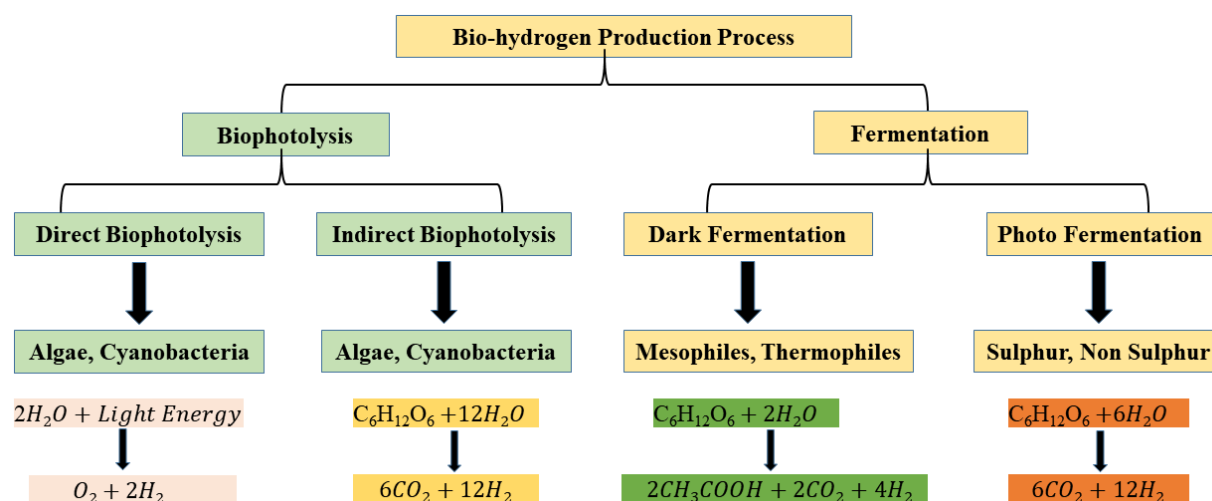 Bio-hydrogen Production Process
Biophotolysis
Fermentation
Direct Biophotolysis
Indirect Biophotolysis
Dark Fermentation
Photo Fermentation
Algae, Cyanobacteria
Algae, Cyanobacteria
Mesophiles, Thermophiles
Sulphur, Non Sulphur
2H₂O + Light Energy
C₆H₁₂O₆ +12H₂O
C₆H₁₂O₆ + 2H₂O
C₆H₁₂O₆ +6H₂O
O₂ + 2H₂
6CO₂ + 12H₂
2CH₃COOH + 2CO₂ + 4H₂
6CO₂ + 12H₂